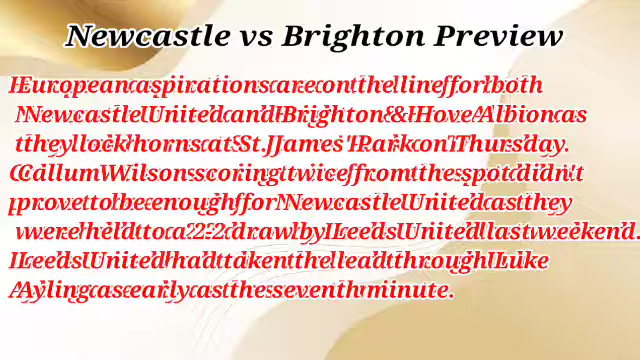 Newcastle vs Brighton Preview
European aspirations are on the line for both
Newcastle United and Brighton & Hove Albion as
they lock horns at St. James' Park on Thursday.
Callum Wilson scoring twice from the spot didn't
prove to be enough for Newcastle United as they
were held to a 2-2 draw by Leeds United last weekend.
Leeds United had taken the lead through Luke
Ayling as early as the seventh minute.